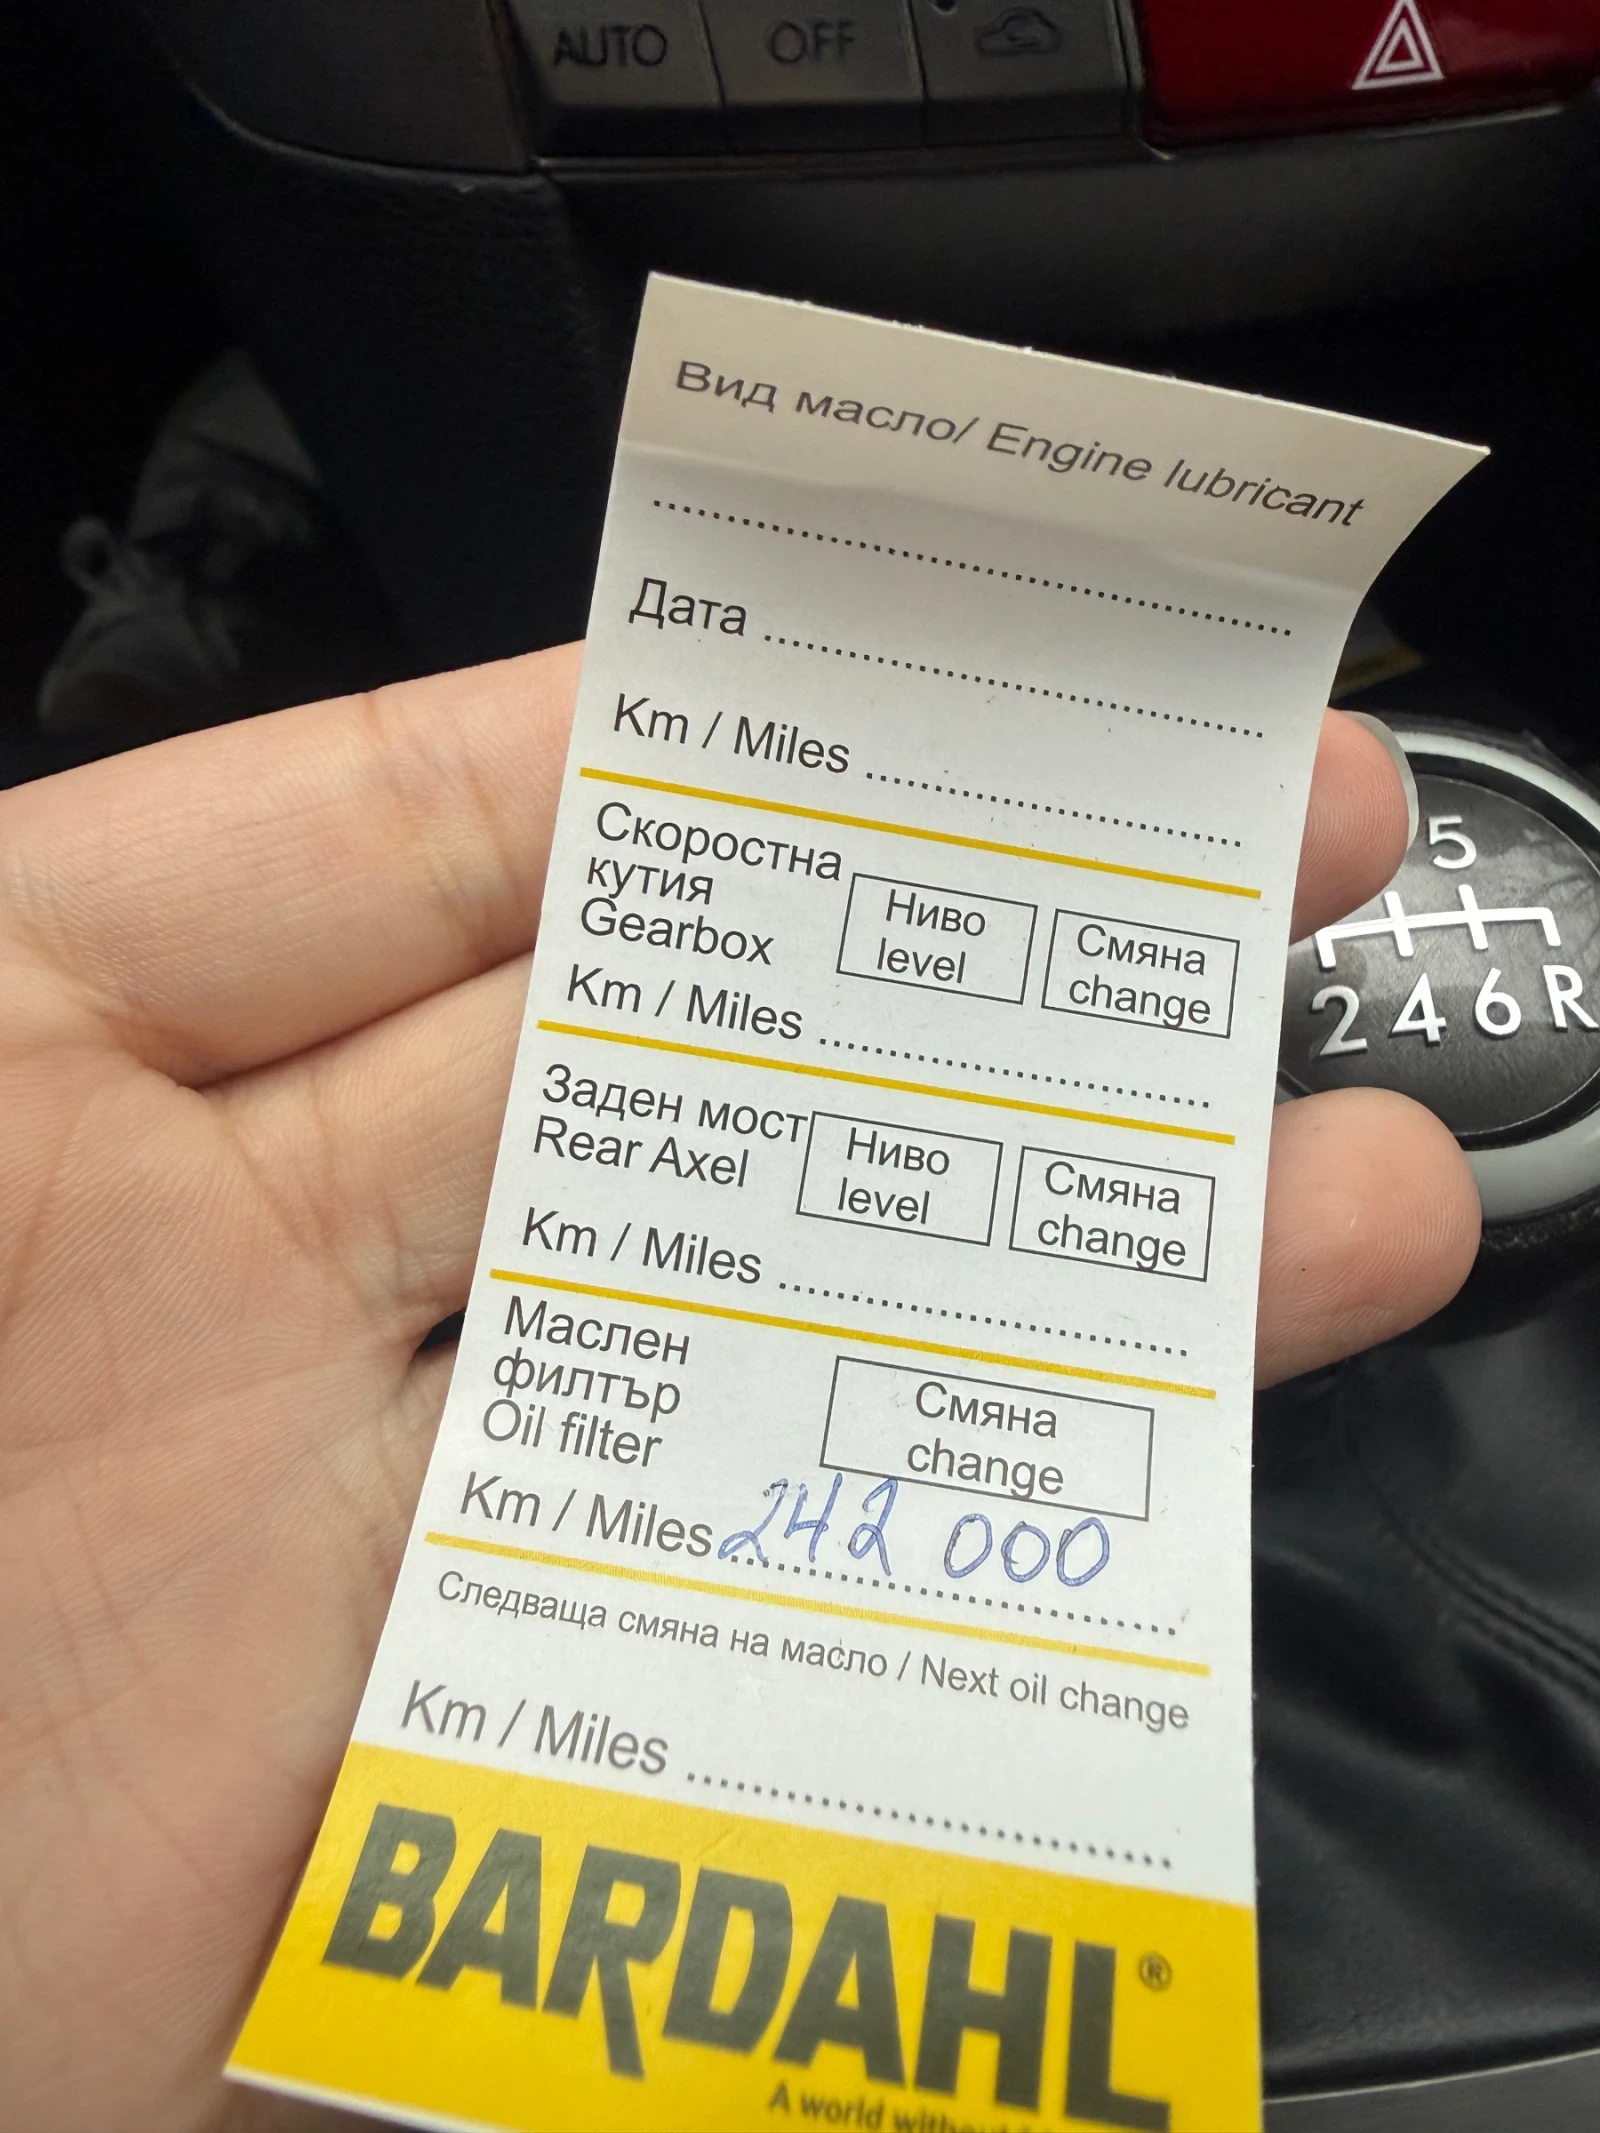 AUTO OFF
Вид масло/ Engine lubricant
Дата
Km / Miles
Скоростна
кутия
Gearbox
Ниво
level
Смяна
change
Km / Miles
Заден мост
Rear Axel
Ниво
level
Смяна
change
Km / Miles
Маслен
филтър
Oil filter
Смяна
change
Km / Miles 242 000
Следваща смяна на масло / Next oil change
Km / Miles
BARDAHL®
A world without
5
2 4 6 R